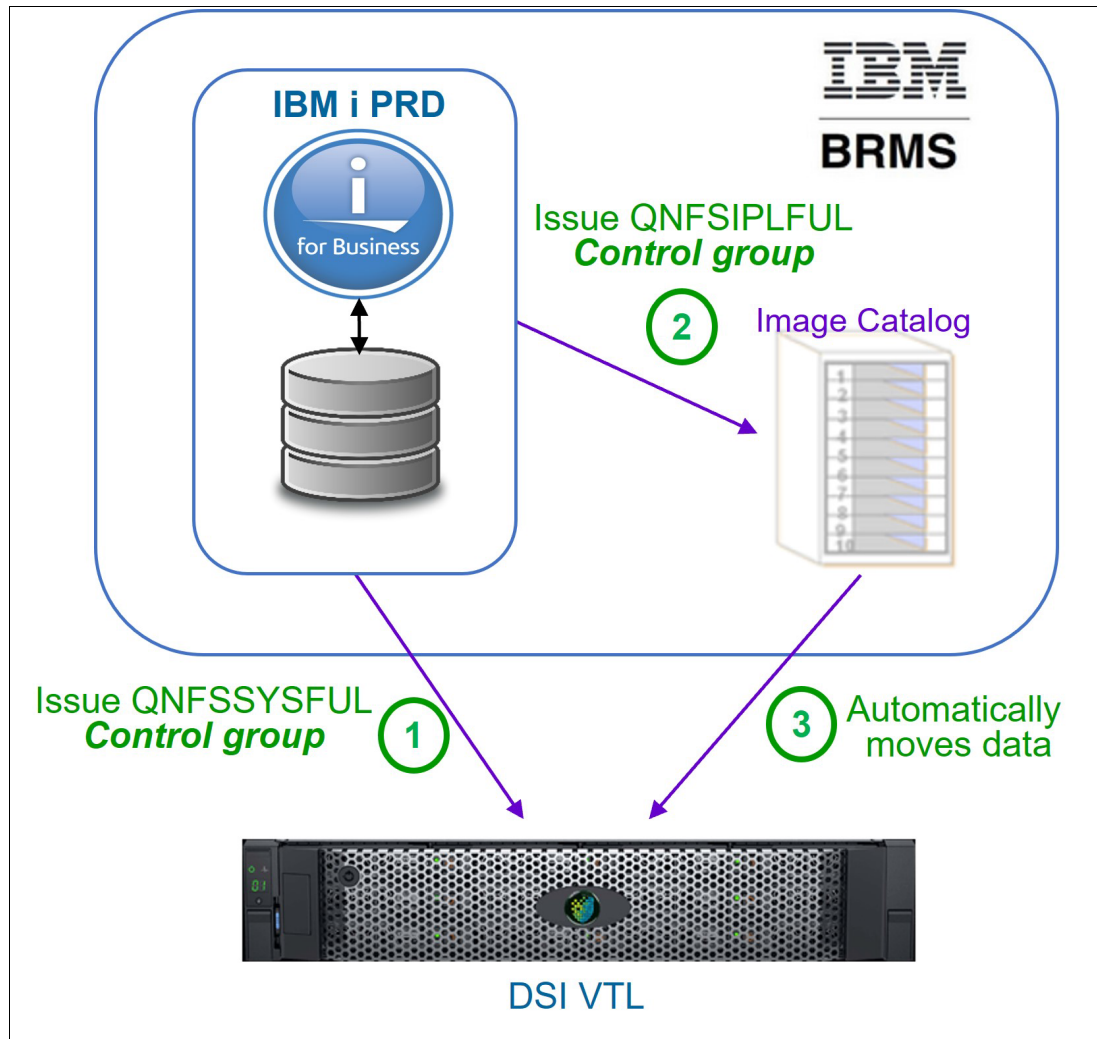 IBM
BRMS
IBM i PRD
i
for Business
Issue QNFSIPLFUL
Control group
2
Image Catalog
1
2
3
4
5
6
7
8
9
10
Issue QNFSSYSFUL
Control group
1
3
Automatically
moves data
01
DSI VTL